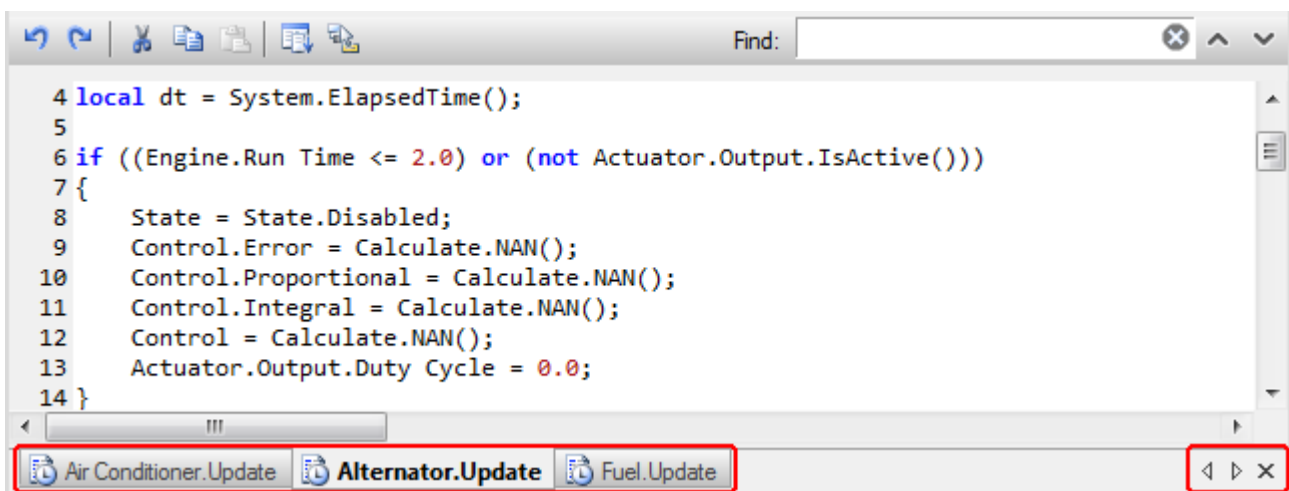 Find:
4 local dt = System.ElapsedTime();
5
6 if ((Engine.Run Time <= 2.0) or (not Actuator.Output.IsActive()))
7 {
8     State = State.Disabled;
9     Control.Error = Calculate.NAN();
10     Control.Proportional = Calculate.NAN();
11     Control.Integral = Calculate.NAN();
12     Control = Calculate.NAN();
13     Actuator.Output.Duty Cycle = 0.0;
14 }
Air Conditioner.Update Alternator.Update Fuel.Update